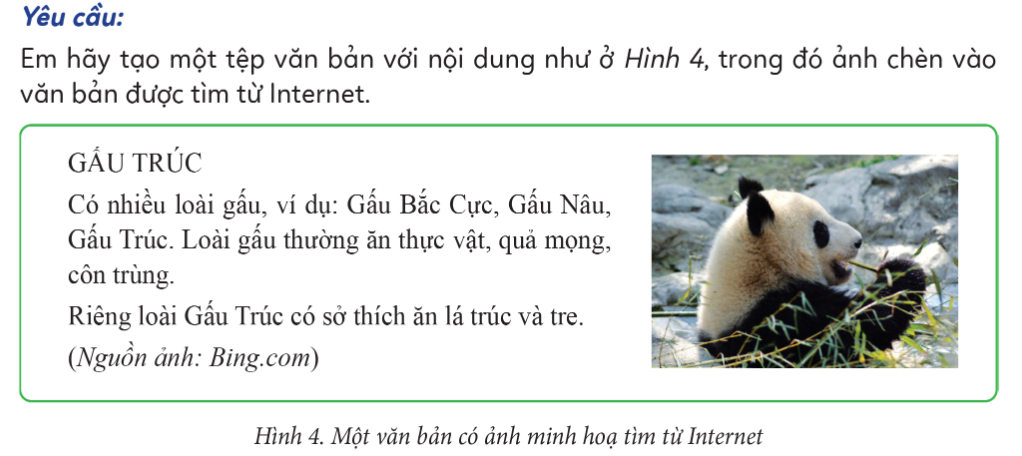 Yêu cầu:
Em hãy tạo một tệp văn bản với nội dung như ở Hình 4, trong đó ảnh chèn vào
văn bản được tìm từ Internet.
GẤU TRÚC
Có nhiều loài gấu, ví dụ: Gấu Bắc Cực, Gấu Nâu,
Gấu Trúc. Loài gấu thường ăn thực vật, quả mọng,
côn trùng.
Riêng loài Gấu Trúc có sở thích ăn lá trúc và tre.
(Nguồn ảnh: Bing.com)
Hình 4. Một văn bản có ảnh minh hoạ tìm từ Internet